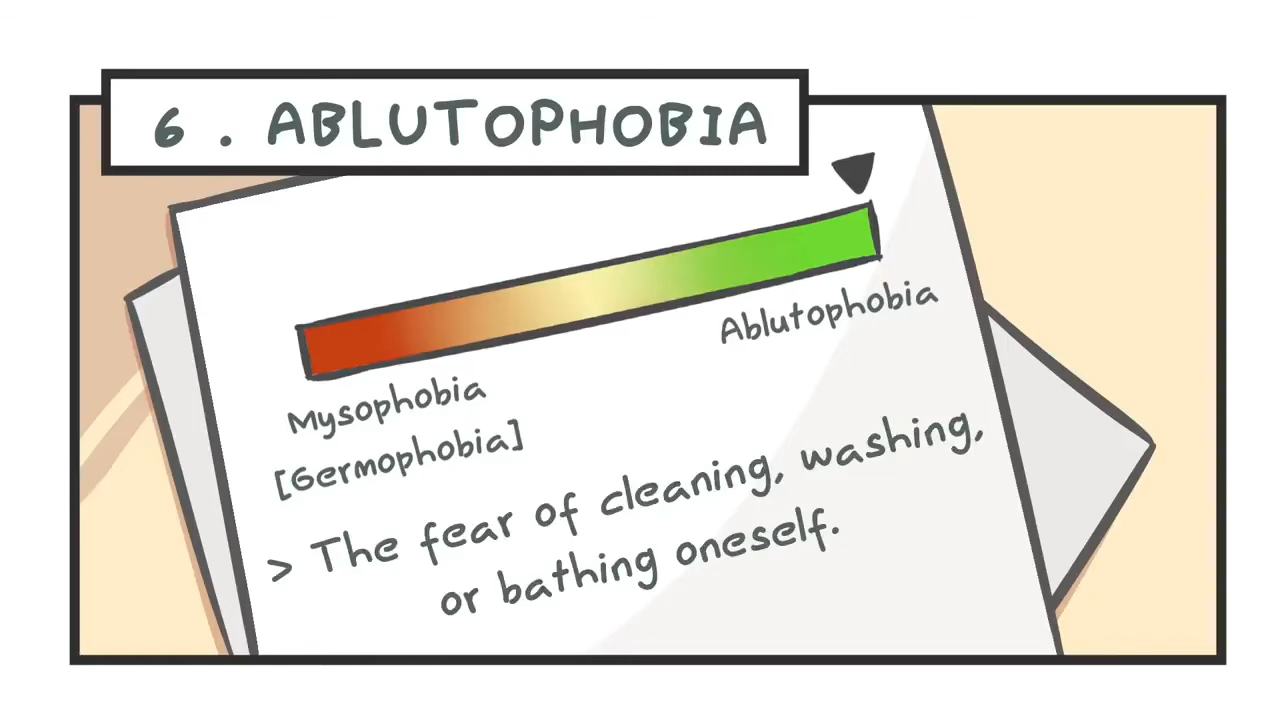 6 . ABLUTOPHOBIA
Ablutophobia
Mysophobia
[Germophobia]
> The fear of cleaning, washing,
or bathing oneself.